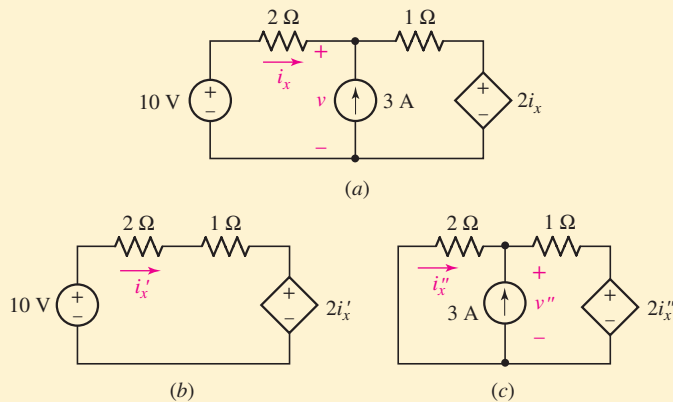 2 Ω 1 Ω
+
i_x
10 V + − v 3 A + − 2i_x
−
(a)
2 Ω 1 Ω
i_x′
10 V + − + − 2i_x′
(b)
2 Ω 1 Ω
i_x″ +
3 A v″ + − 2i_x″
−
(c)